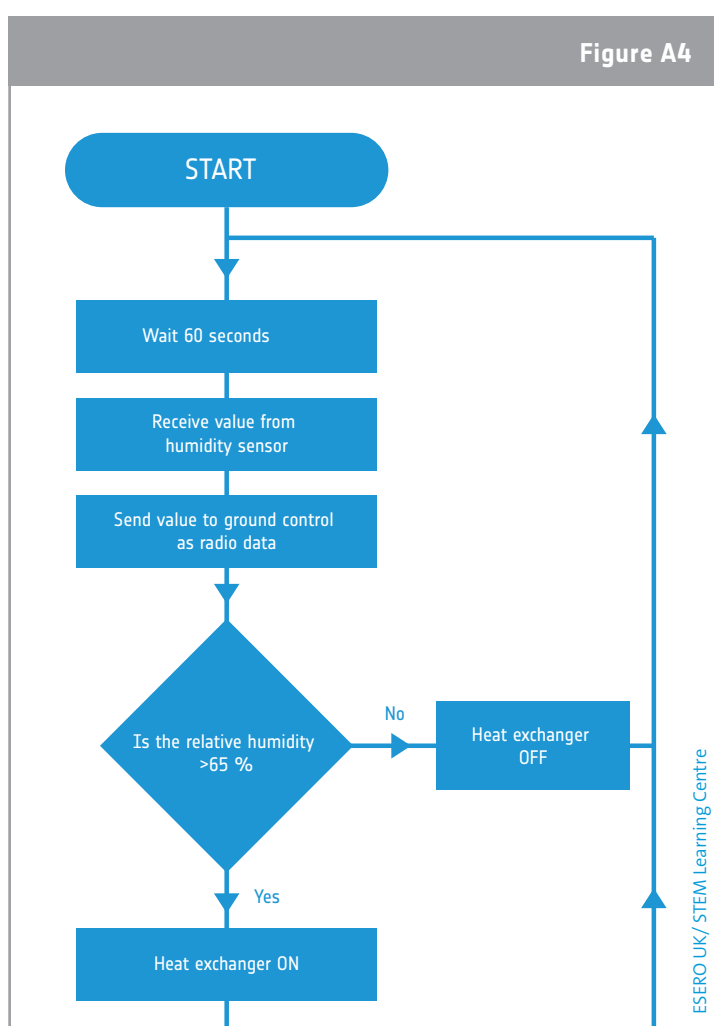 Figure A4
START
Wait 60 seconds
Receive value from
humidity sensor
Send value to ground control
as radio data
Is the relative humidity
>65 %
No
Heat exchanger
OFF
Yes
Heat exchanger ON
ESERO UK/ STEM Learning Centre